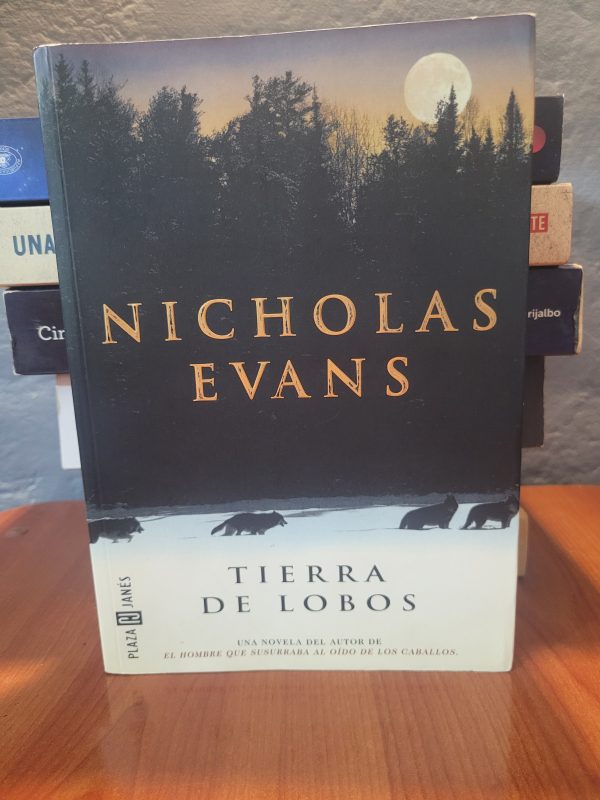 NICHOLAS
EVANS
TIERRA
DE LOBOS
UNA NOVELA DEL AUTOR DE
EL HOMBRE QUE SUSURRABA AL OÍDO DE LOS CABALLOS.
PLAZA JANÉS
UNA
TE
Cin
rijalbo